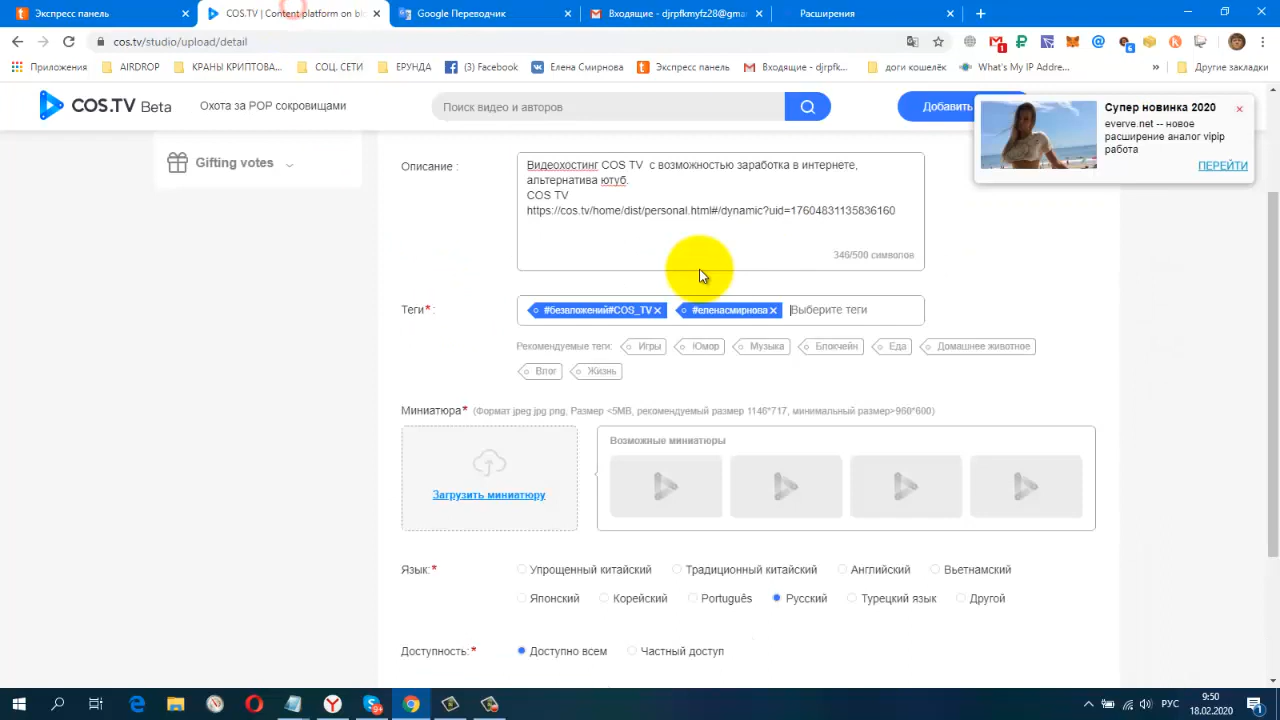 Экспресс панель
COS.TV | Content platform on bl
Google Переводчик
Входящие - djrpfkmyfz28@gmai
Расширения
cos.tv/studio/upload/detail
Приложения
AIRDROP
КРАНЫ КРИПТОВА...
СОЦ. СЕТИ
ЕРУНДА
(3) Facebook
Елена Смирнова
Экспресс панель
Входящие - djrpfk...
доги кошелёк
What's My IP Addre...
»
Другие закладки
COS.TV Beta
Охота за POP сокровищами
Поиск видео и авторов
Добавить
Супер новинка 2020
everve.net -- новое
расширение аналог vipip
работа
ПЕРЕЙТИ
Gifting votes
Описание :
Видеохостинг COS TV с возможностью заработка в интернете,
альтернатива ютуб.
COS TV
https://cos.tv/home/dist/personal.html#/dynamic?uid=17604831135836160
346/500 символов
Теги* :
#безвложений#COS_TV
#еленасмирнова
Выберите теги
Рекомендуемые теги:
Игры
Юмор
Музыка
Блокчейн
Еда
Домашнее животное
Влог
Жизнь
Миниатюра* (Формат jpeg jpg png, Размер <5MB, рекомендуемый размер 1146*717, минимальный размер>960*600)
Загрузить миниатюру
Возможные миниатюры
Язык:*
Упрощенный китайский
Традиционный китайский
Английский
Вьетнамский
Японский
Корейский
Português
Русский
Турецкий язык
Другой
Доступность:*
Доступно всем
Частный доступ
РУС
9:50
18.02.2020